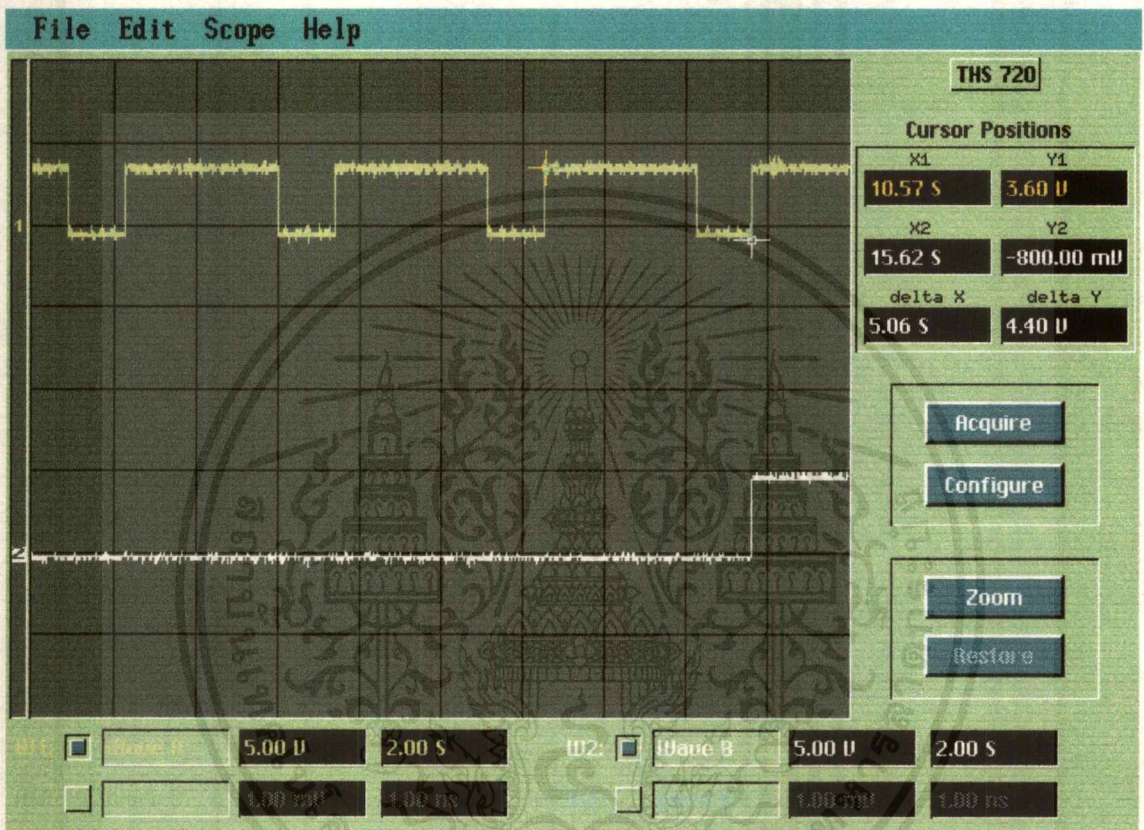 File Edit Scope Help
THS 720
Cursor Positions
X1 Y1
10.57 S 3.60 V
X2 Y2
15.62 S -800.00 mV
delta X delta Y
5.06 S 4.40 V
1
Acquire
Configure
2
Zoom
Restore
W1: Wave A 5.00 V 2.00 S W2: Wave B 5.00 V 2.00 S
1.00 mV 1.00 ns 1.00 mV 1.00 ns